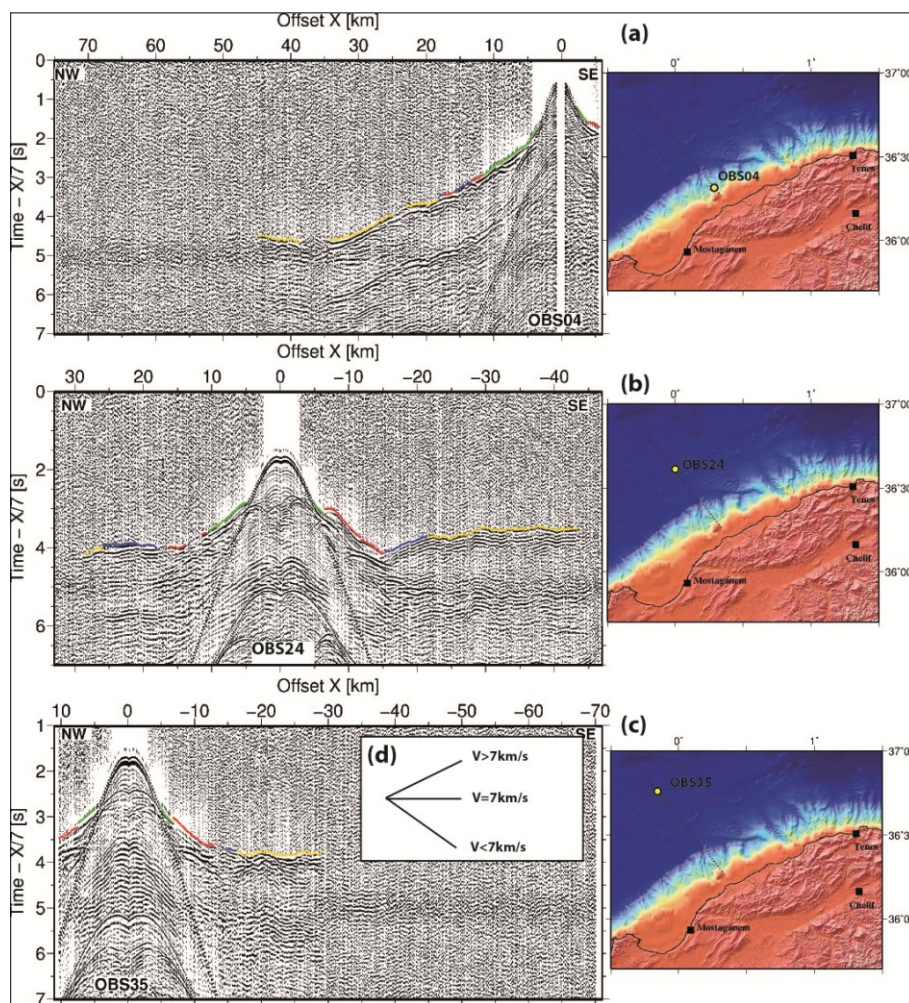 Offset X [km]
70 60 50 40 30 20 10 0
(a)
0 1 2 3 4 5 6 7
Time – X/7 [s]
NW SE
OBS04
0° 1°
37°00
36°30
36°00
OBS04
Tenes
Chelif
Mostaganem
Offset X [km]
30 20 10 0 -10 -20 -30 -40
(b)
0 2 4 6
Time – X/7 [s]
NW SE
OBS24
0° 1°
37°00
36°30
36°00
OBS24
Tenes
Chelif
Mostaganem
Offset X [km]
10 0 -10 -20 -30 -40 -50 -60 -70
(c)
1 2 3 4 5 6 7
Time – X/7 [s]
NW SE
(d)
V>7km/s
V=7km/s
V<7km/s
OBS35
0° 1°
37°00
36°30
36°00
OBS35
Tenes
Chelif
Mostaganem